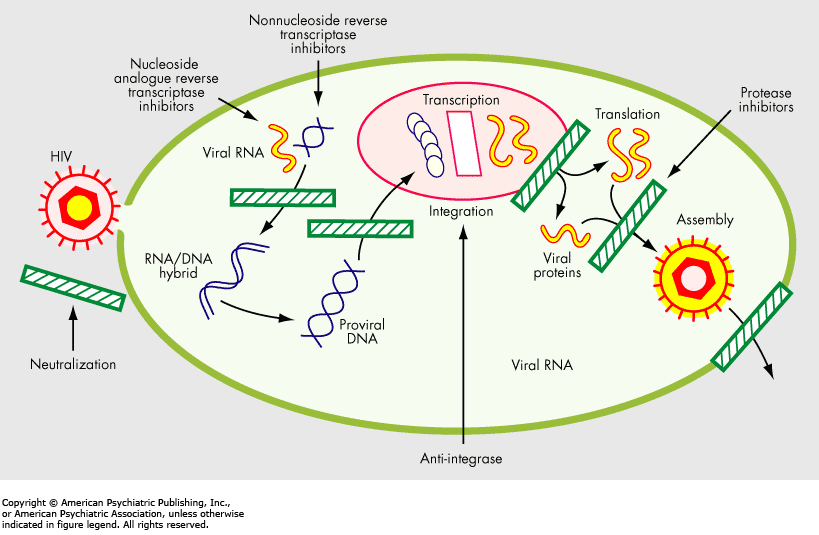 Nonnucleoside reverse
transcriptase
inhibitors
Nucleoside
analogue reverse
transcriptase
inhibitors
Protease
inhibitors
Transcription
Translation
Viral RNA
HIV
Integration
Assembly
RNA/DNA
hybrid
Viral
proteins
Proviral
DNA
Neutralization
Viral RNA
Anti-integrase
Copyright © American Psychiatric Publishing, Inc.,
or American Psychiatric Association, unless otherwise
indicated in figure legend. All rights reserved.